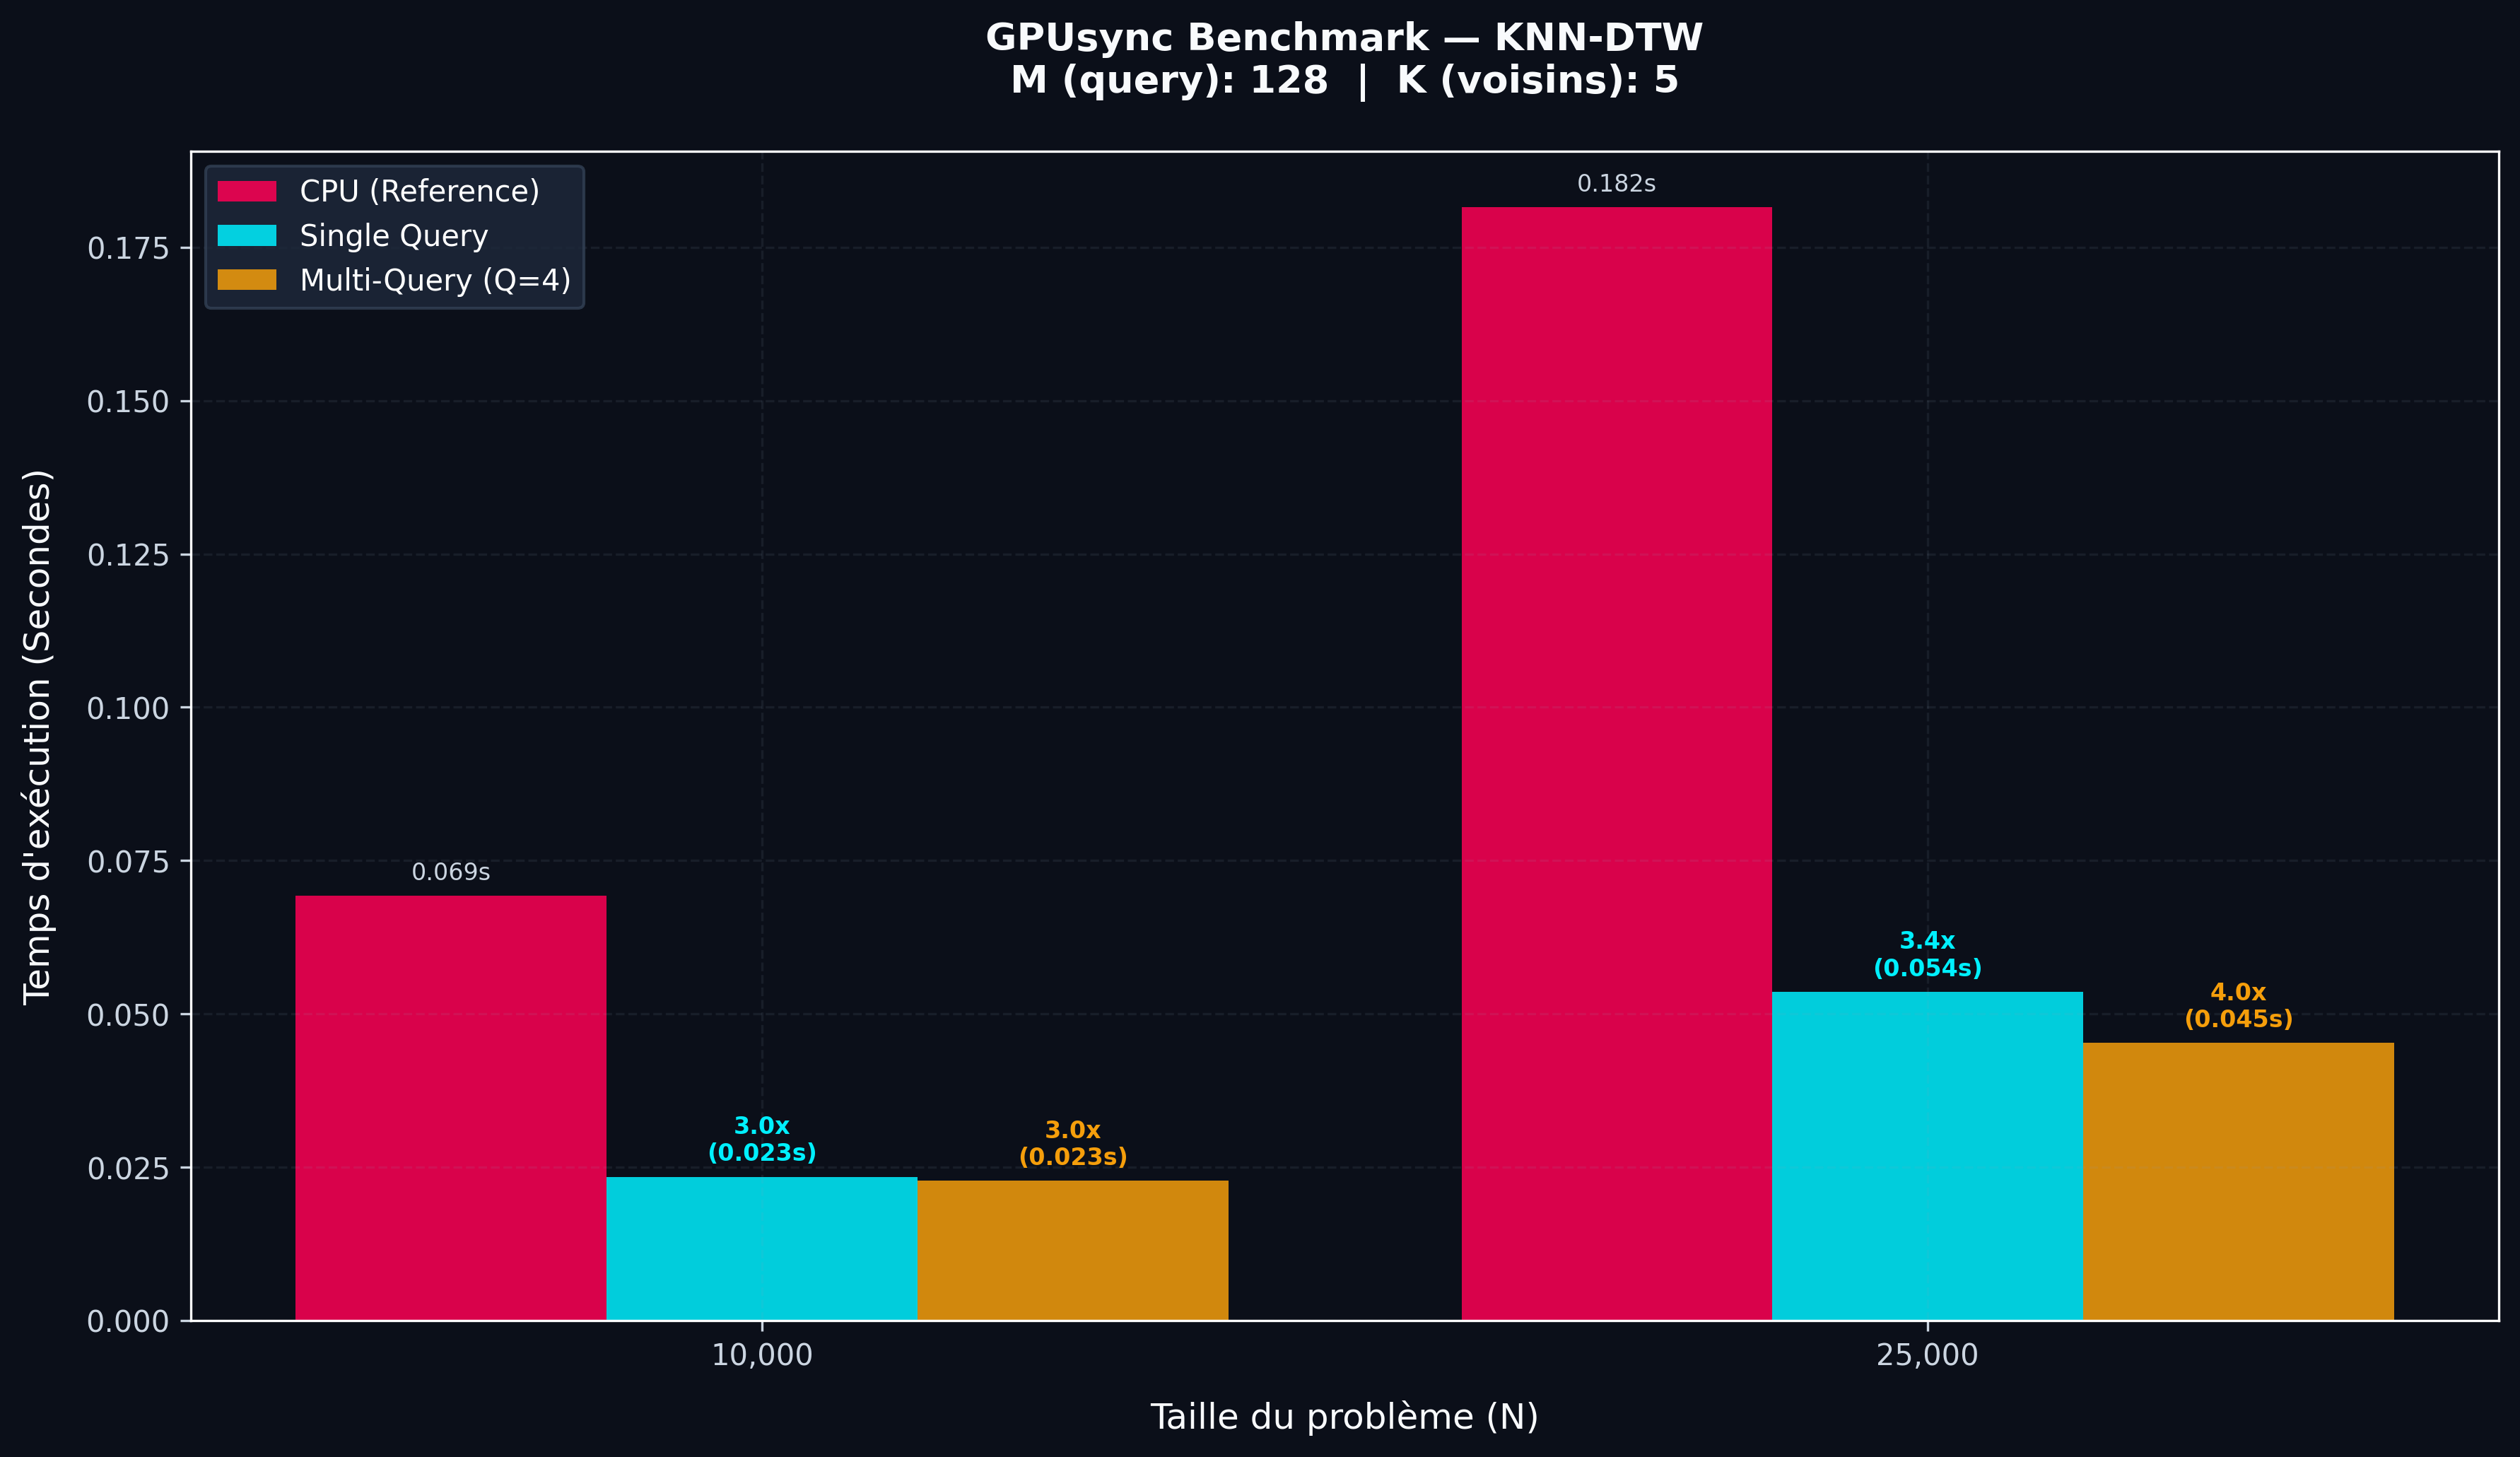 GPUsync Benchmark — KNN-DTW
M (query): 128 | K (voisins): 5
CPU (Reference)
Single Query
Multi-Query (Q=4)
Temps d'exécution (Secondes)
0.175
0.150
0.125
0.100
0.075
0.050
0.025
0.000
0.069s
3.0x
(0.023s)
3.0x
(0.023s)
0.182s
3.4x
(0.054s)
4.0x
(0.045s)
10,000
25,000
Taille du problème (N)